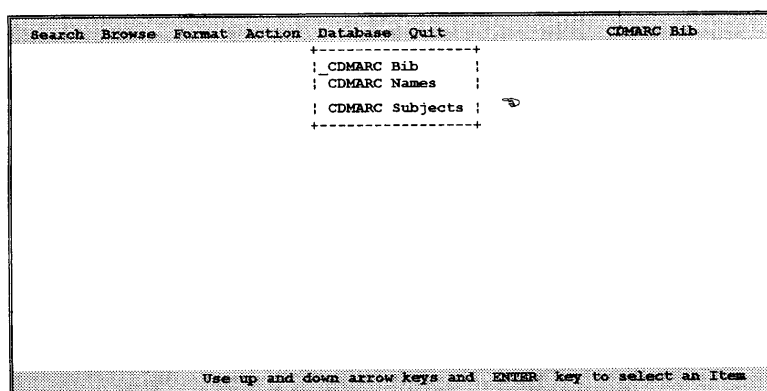 Search Browse Format Action Database Quit CDMARC Bib
CDMARC Bib
CDMARC Names
CDMARC Subjects
Use up and down arrow keys and ENTER key to select an Item